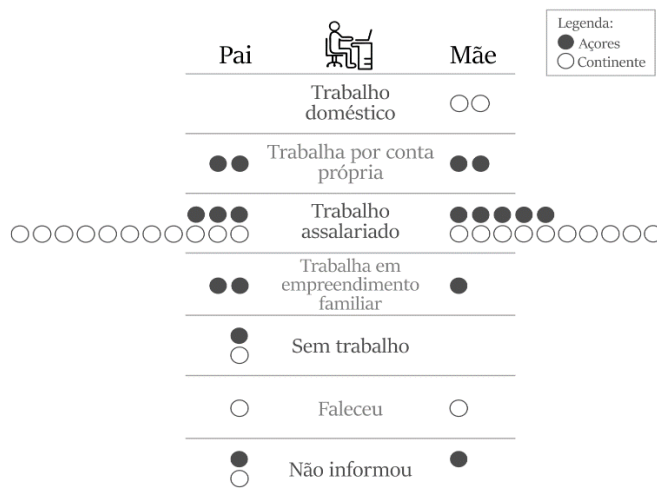 Legenda:
Açores
Continente
Pai
Mãe
Trabalho
doméstico
Trabalha por conta
própria
Trabalho
assalariado
Trabalha em
empreendimento
familiar
Sem trabalho
Faleceu
Não informou